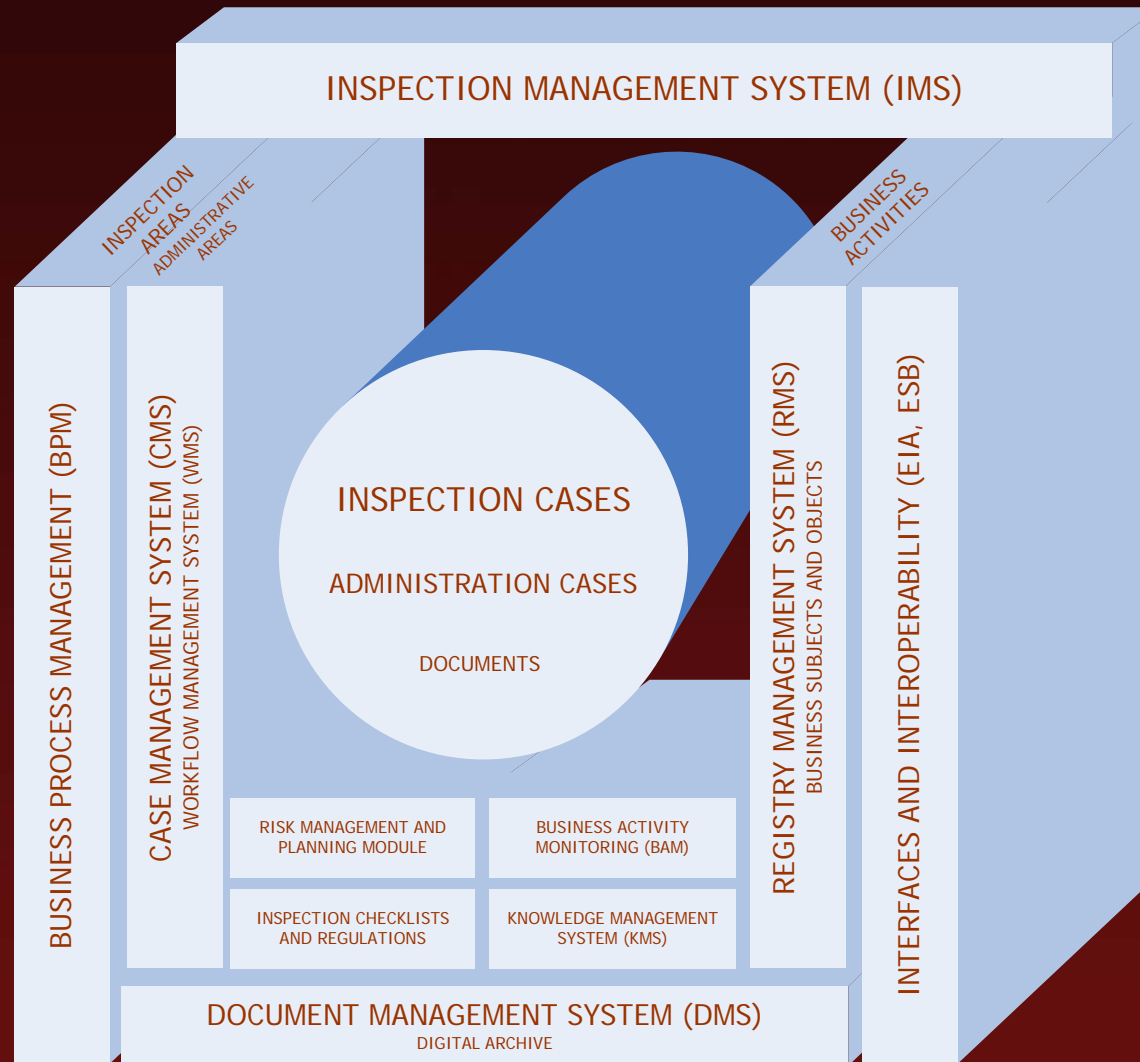 INSPECTION MANAGEMENT SYSTEM (IMS)
INSPECTION
AREAS
ADMINISTRATIVE
AREAS
BUSINESS
ACTIVITIES
BUSINESS PROCESS MANAGEMENT (BPM)
CASE MANAGEMENT SYSTEM (CMS)
WORKFLOW MANAGEMENT SYSTEM (WMS)
INSPECTION CASES
ADMINISTRATION CASES
DOCUMENTS
REGISTRY MANAGEMENT SYSTEM (RMS)
BUSINESS SUBJECTS AND OBJECTS
INTERFACES AND INTEROPERABILITY (EIA, ESB)
RISK MANAGEMENT AND
PLANNING MODULE
BUSINESS ACTIVITY
MONITORING (BAM)
INSPECTION CHECKLISTS
AND REGULATIONS
KNOWLEDGE MANAGEMENT
SYSTEM (KMS)
DOCUMENT MANAGEMENT SYSTEM (DMS)
DIGITAL ARCHIVE